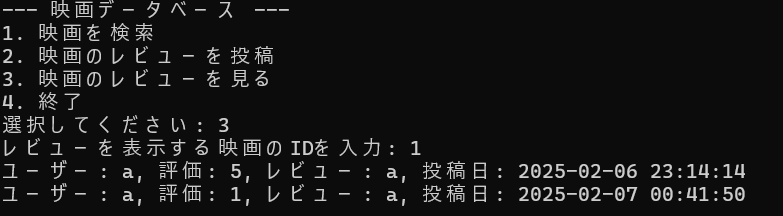 --- 映画データベース ---
1. 映画を検索
2. 映画のレビューを投稿
3. 映画のレビューを見る
4. 終了
選択してください: 3
レビューを表示する映画のIDを入力: 1
ユーザー: a, 評価: 5, レビュー: a, 投稿日: 2025-02-06 23:14:14
ユーザー: a, 評価: 1, レビュー: a, 投稿日: 2025-02-07 00:41:50